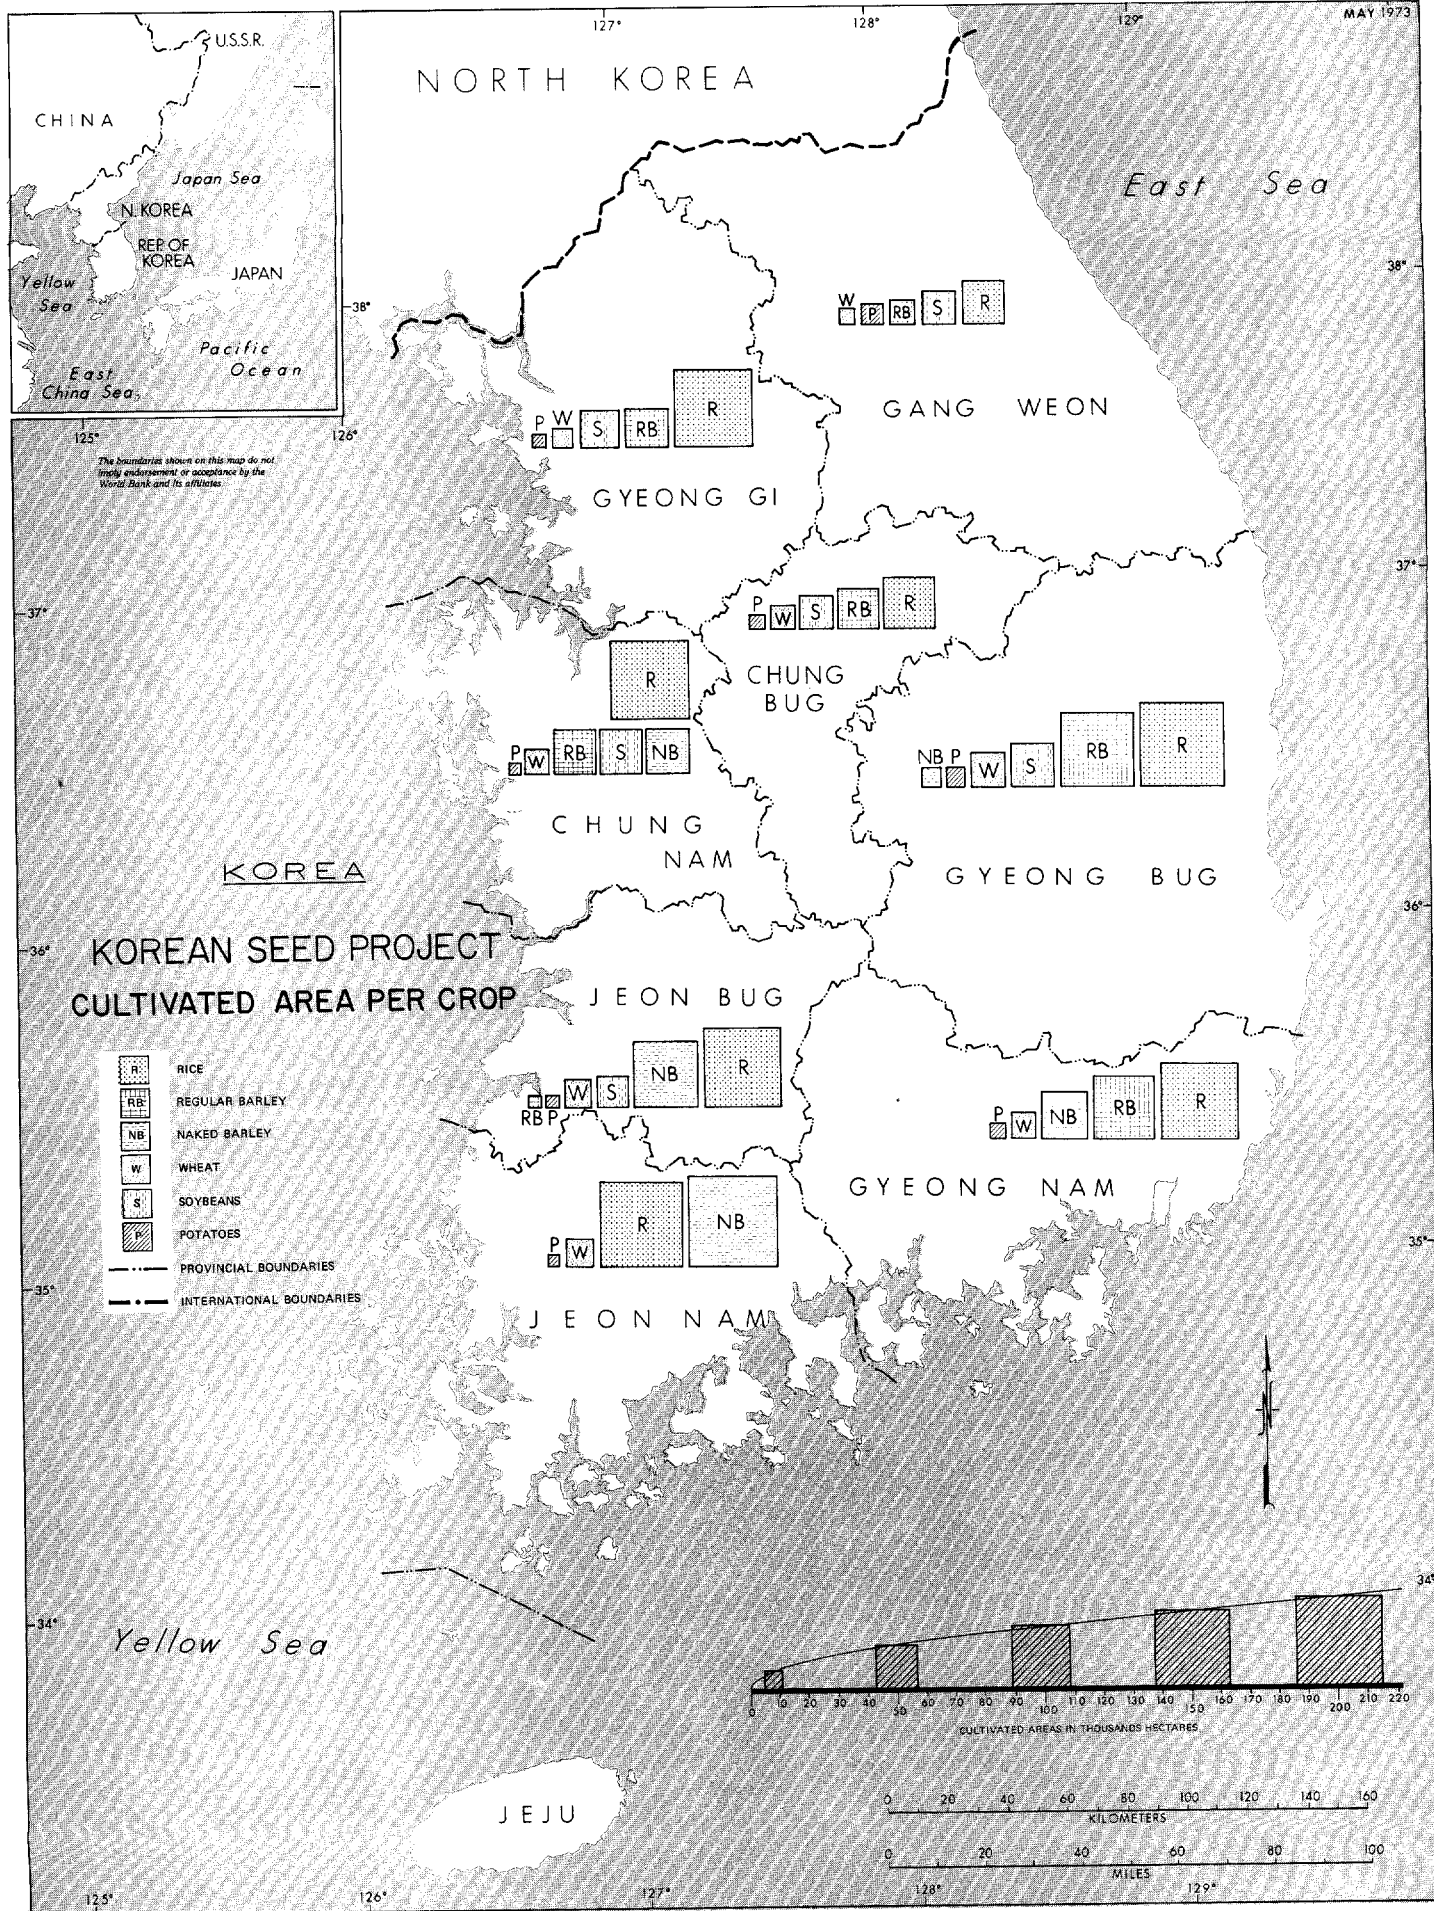 MAY 1973
127°
128°
129°
U.S.S.R.
CHINA
Japan Sea
N. KOREA
REP. OF
KOREA
JAPAN
Yellow
Sea
Pacific
Ocean
East
China Sea
NORTH KOREA
East Sea
38°
38°
W P RB S R
GANG WEON
P W S RB R
GYEONG GI
125°
126°
The boundaries shown on this map do not
imply endorsement or acceptance by the
World Bank and its affiliates
37°
37°
P W S RB R
CHUNG
BUG
R
P W RB S NB
CHUNG
NAM
NB P W S RB R
GYEONG BUG
KOREA
36°
36°
KOREAN SEED PROJECT
CULTIVATED AREA PER CROP
JEON BUG
RB P W S NB R
P W NB RB R
GYEONG NAM
R RICE
RB REGULAR BARLEY
NB NAKED BARLEY
W WHEAT
S SOYBEANS
P POTATOES
PROVINCIAL BOUNDARIES
INTERNATIONAL BOUNDARIES
P W R NB
JEON NAM
35°
35°
N
34°
34°
Yellow Sea
0 10 20 30 40 50 60 70 80 90 100 110 120 130 140 150 160 170 180 190 200 210 220
CULTIVATED AREAS IN THOUSANDS HECTARES
JEJU
0 20 40 60 80 100 120 140 160
KILOMETERS
0 20 40 60 80 100
MILES
125°
126°
127°
128°
129°